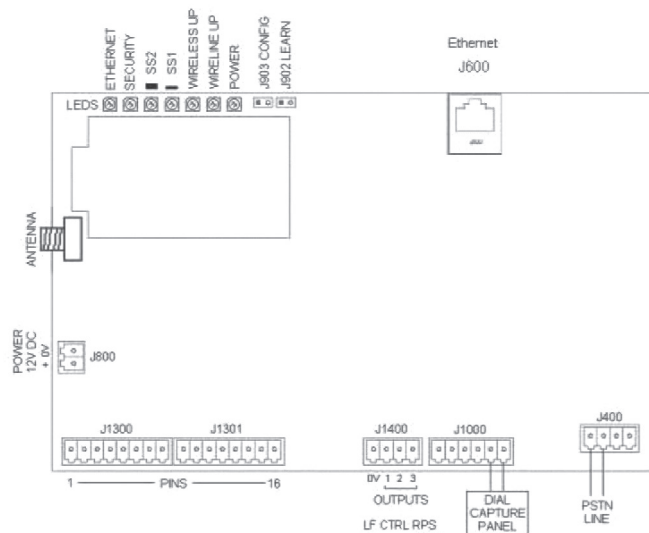 ETHERNET
SECURITY
SS2
SS1
WIRELESS UP
WIRELINE UP
POWER
J903 CONFIG
J902 LEARN
Ethernet
J600
LEDS
ANTENNA
POWER
12V DC
+ 0V
J800
J1300
J1301
J1400
J1000
J400
1
PINS
16
0V 1 2 3
OUTPUTS
LF CTRL RPS
DIAL
CAPTURE
PANEL
PSTN
LINE